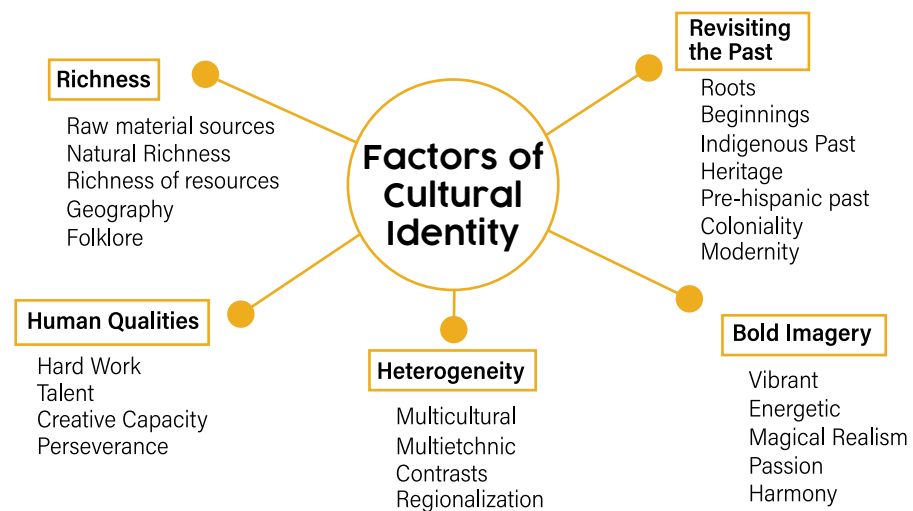 Factors of
Cultural
Identity
Richness
Raw material sources
Natural Richness
Richness of resources
Geography
Folklore
Revisiting
the Past
Roots
Beginnings
Indigenous Past
Heritage
Pre-hispanic past
Coloniality
Modernity
Human Qualities
Hard Work
Talent
Creative Capacity
Perseverance
Heterogeneity
Multicultural
Multietchnic
Contrasts
Regionalization
Bold Imagery
Vibrant
Energetic
Magical Realism
Passion
Harmony